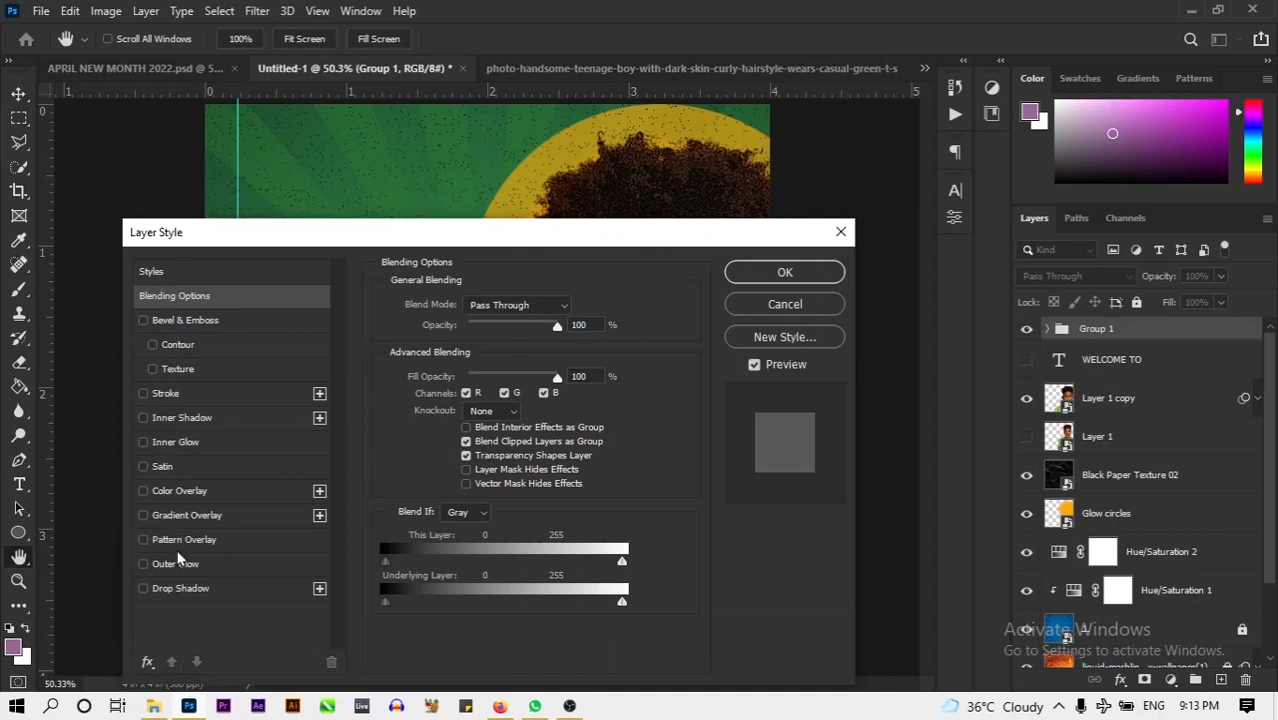 Ps File Edit Image Layer Type Select Filter 3D View Window Help
Scroll All Windows 100% Fit Screen Fill Screen
APRIL NEW MONTH 2022.psd @ 5... × Untitled-1 @ 50.3% (Group 1, RGB/8#) * × photo-handsome-teenage-boy-with-dark-skin-curly-hairstyle-wears-casual-green-t-s
Color Swatches Gradients Patterns
Layer Style
Styles
Blending Options
Bevel & Emboss
Contour
Texture
Stroke
Inner Shadow
Inner Glow
Satin
Color Overlay
Gradient Overlay
Pattern Overlay
Drop Shadow
fx
Blending Options
General Blending
Blend Mode: Pass Through
Opacity: 100 %
Advanced Blending
Fill Opacity: 100 %
Channels: R G B
Knockout: None
Blend Interior Effects as Group
Blend Clipped Layers as Group
Transparency Shapes Layer
Layer Mask Hides Effects
Vector Mask Hides Effects
Blend If: Gray
This Layer: 0 255
Underlying Layer: 0 255
OK
Cancel
New Style...
Preview
Layers Paths Channels
Kind
Pass Through Opacity: 100%
Lock: Fill: 100%
Group 1
WELCOME TO
Layer 1 copy
Layer 1
Black Paper Texture 02
Glow circles
Hue/Saturation 2
Hue/Saturation 1
Activate Windows
Go to Settings to activate Windows.
50.33%
36°C Cloudy ENG 9:13 PM